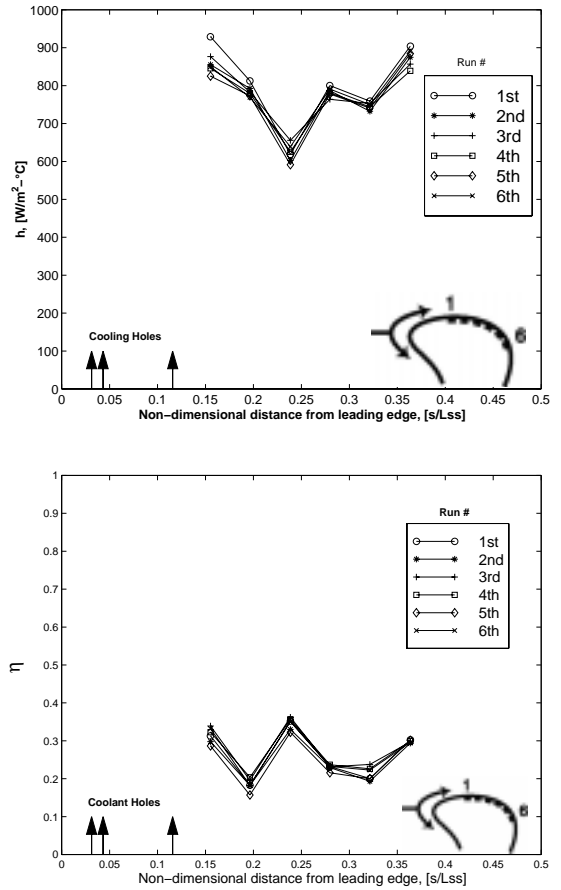 1000
900
800
700
600
500
400
300
200
100
0
h, [W/m²−°C]
Run #
1st
2nd
3rd
4th
5th
6th
1
6
Cooling Holes
0 0.05 0.1 0.15 0.2 0.25 0.3 0.35 0.4 0.45 0.5
Non−dimensional distance from leading edge, [s/Lss]
1
0.9
0.8
0.7
0.6
0.5
0.4
0.3
0.2
0.1
0
η
Run #
1st
2nd
3rd
4th
5th
6th
1
6
Coolant Holes
0 0.05 0.1 0.15 0.2 0.25 0.3 0.35 0.4 0.45 0.5
Non−dimensional distance from leading edge, [s/Lss]